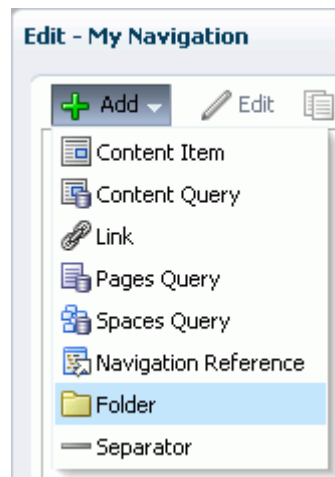 Edit - My Navigation
Add Edit
Content Item
Content Query
Link
Pages Query
Spaces Query
Navigation Reference
Folder
Separator